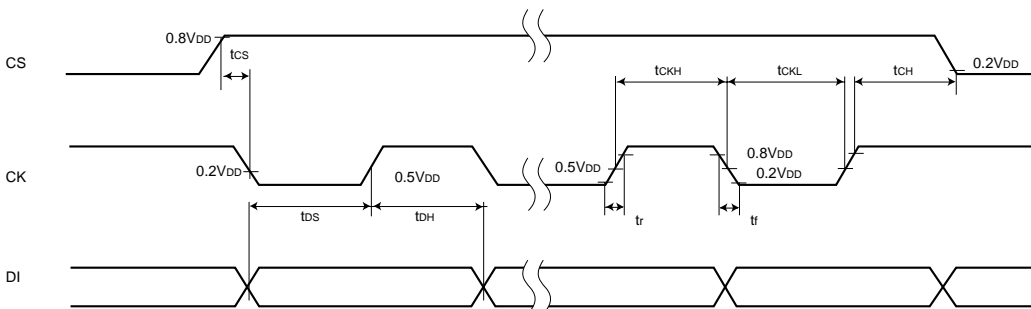 0.8VDD
tCS
CS
0.2VDD
tCKH
tCKL
tCH
CK
0.2VDD
0.5VDD
0.5VDD
0.8VDD
0.2VDD
tDS
tDH
tr
tf
DI